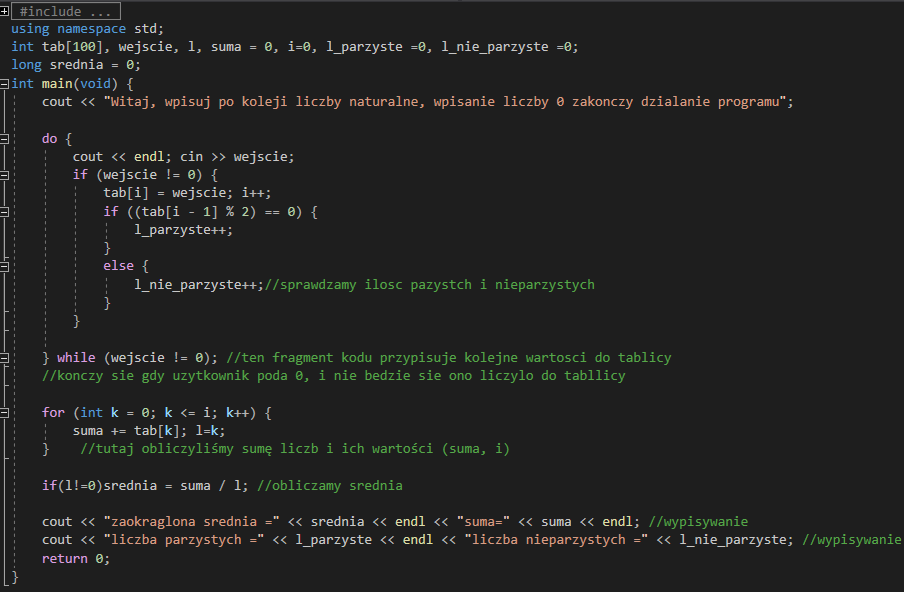 #include ...
using namespace std;
int tab[100], wejscie, l, suma = 0, i=0, l_parzyste =0, l_nie_parzyste =0;
long srednia = 0;
int main(void) {
    cout << "Witaj, wpisuj po koleji liczby naturalne, wpisanie liczby 0 zakonczy dzialanie programu";
    do {
        cout << endl; cin >> wejscie;
        if (wejscie != 0) {
            tab[i] = wejscie; i++;
            if ((tab[i - 1] % 2) == 0) {
                l_parzyste++;
            }
            else {
                l_nie_parzyste++;//sprawdzamy ilosc pazystch i nieparzystych
            }
        }
    } while (wejscie != 0); //ten fragment kodu przypisuje kolejne wartosci do tablicy
    //konczy sie gdy uzytkownik poda 0, i nie bedzie sie ono liczylo do tabllicy
    for (int k = 0; k <= i; k++) {
        suma += tab[k]; l=k;
    }    //tutaj obliczyliśmy sumę liczb i ich wartości (suma, i)
    if(l!=0)srednia = suma / l; //obliczamy srednia
    cout << "zaokraglona srednia =" << srednia << endl << "suma=" << suma << endl; //wypisywanie
    cout << "liczba parzystych =" << l_parzyste << endl << "liczba nieparzystych =" << l_nie_parzyste; //wypisywanie
    return 0;
}